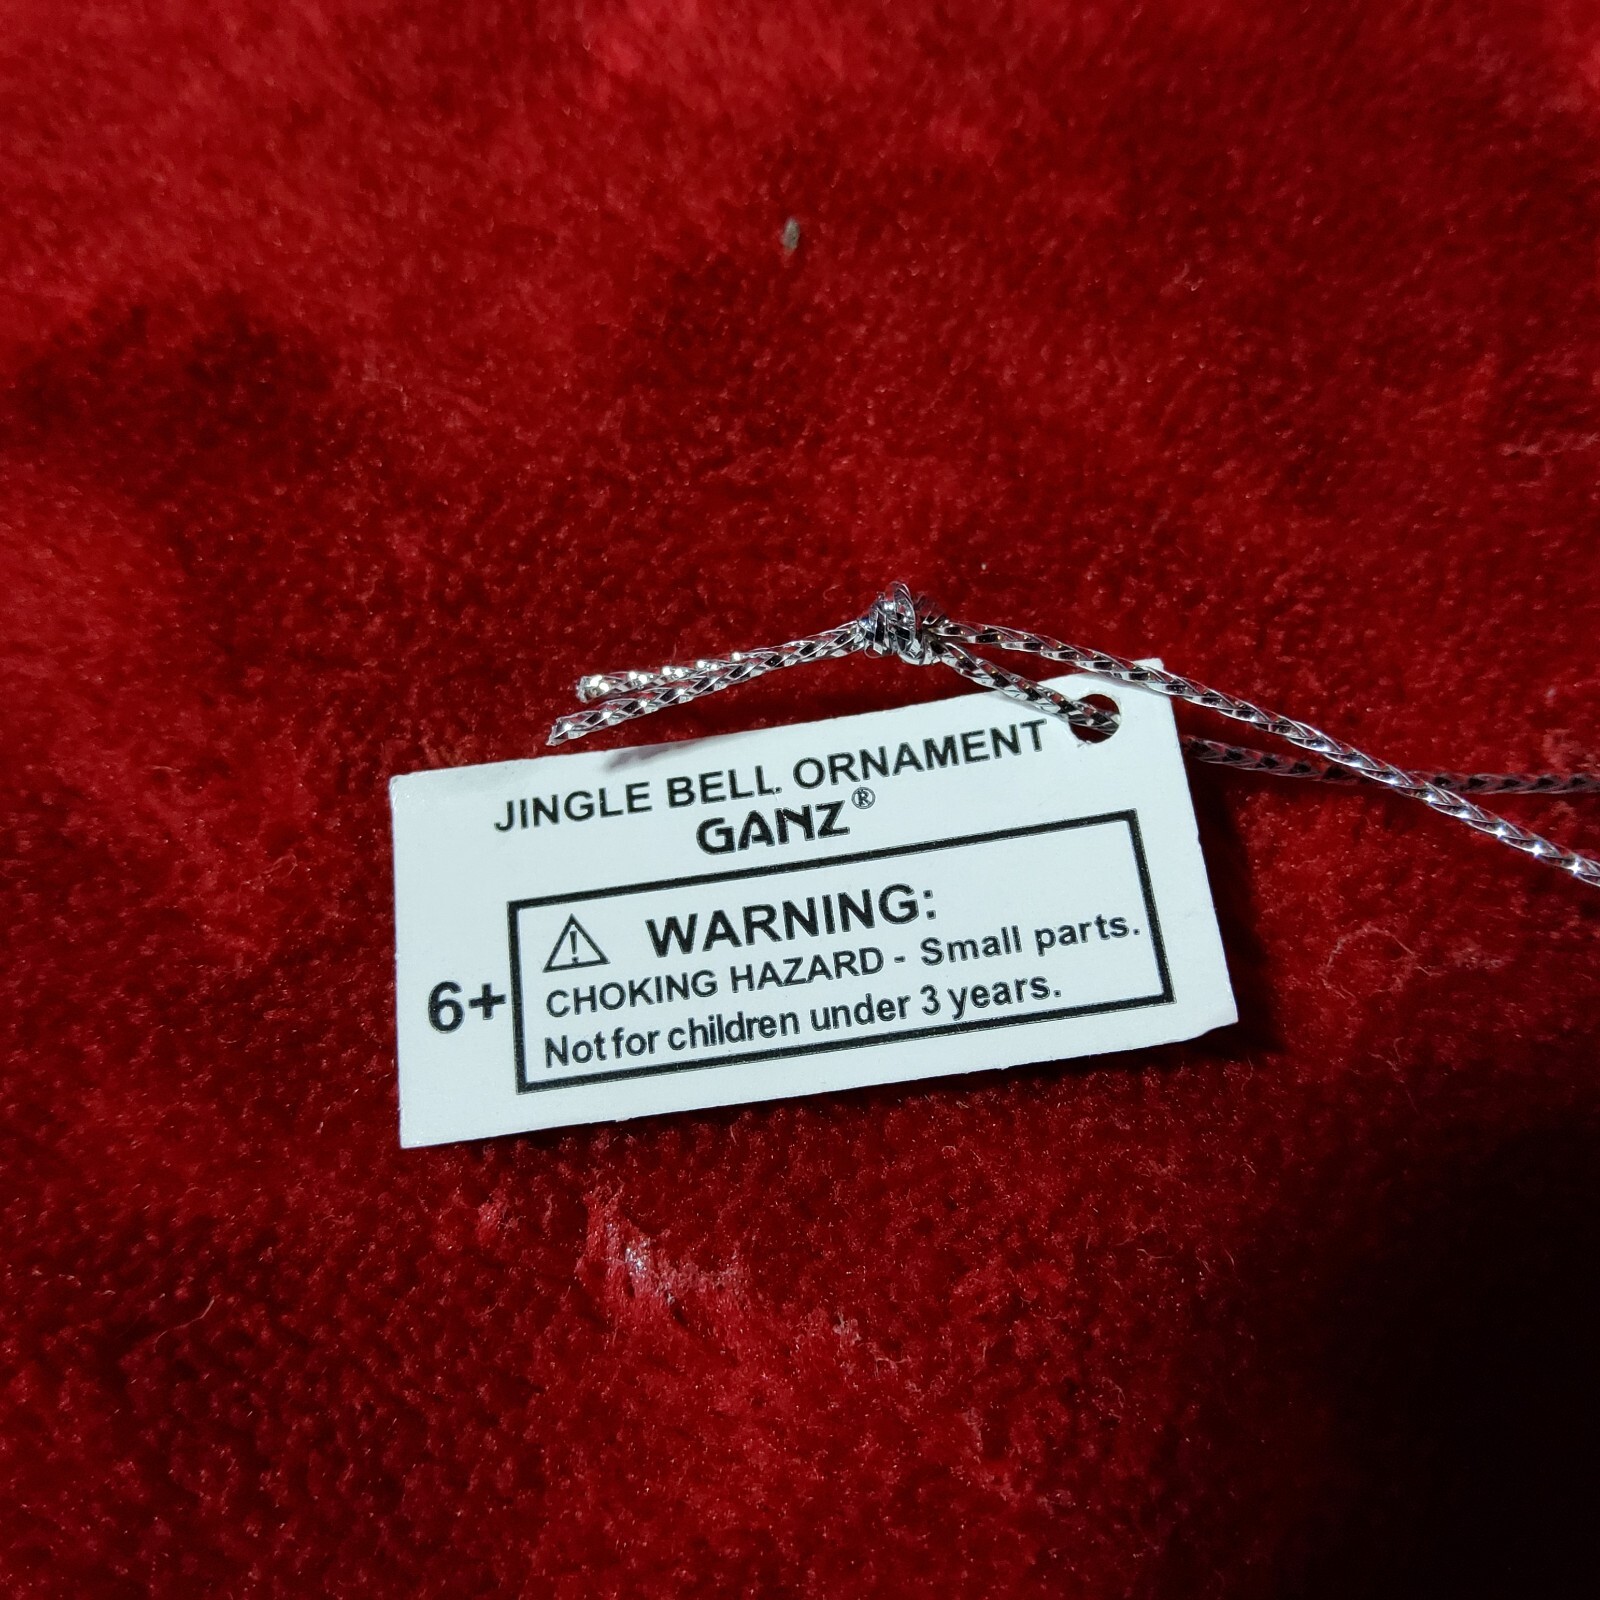 JINGLE BELL ORNAMENT
GANZ®
⚠ WARNING:
CHOKING HAZARD - Small parts.
6+
Not for children under 3 years.